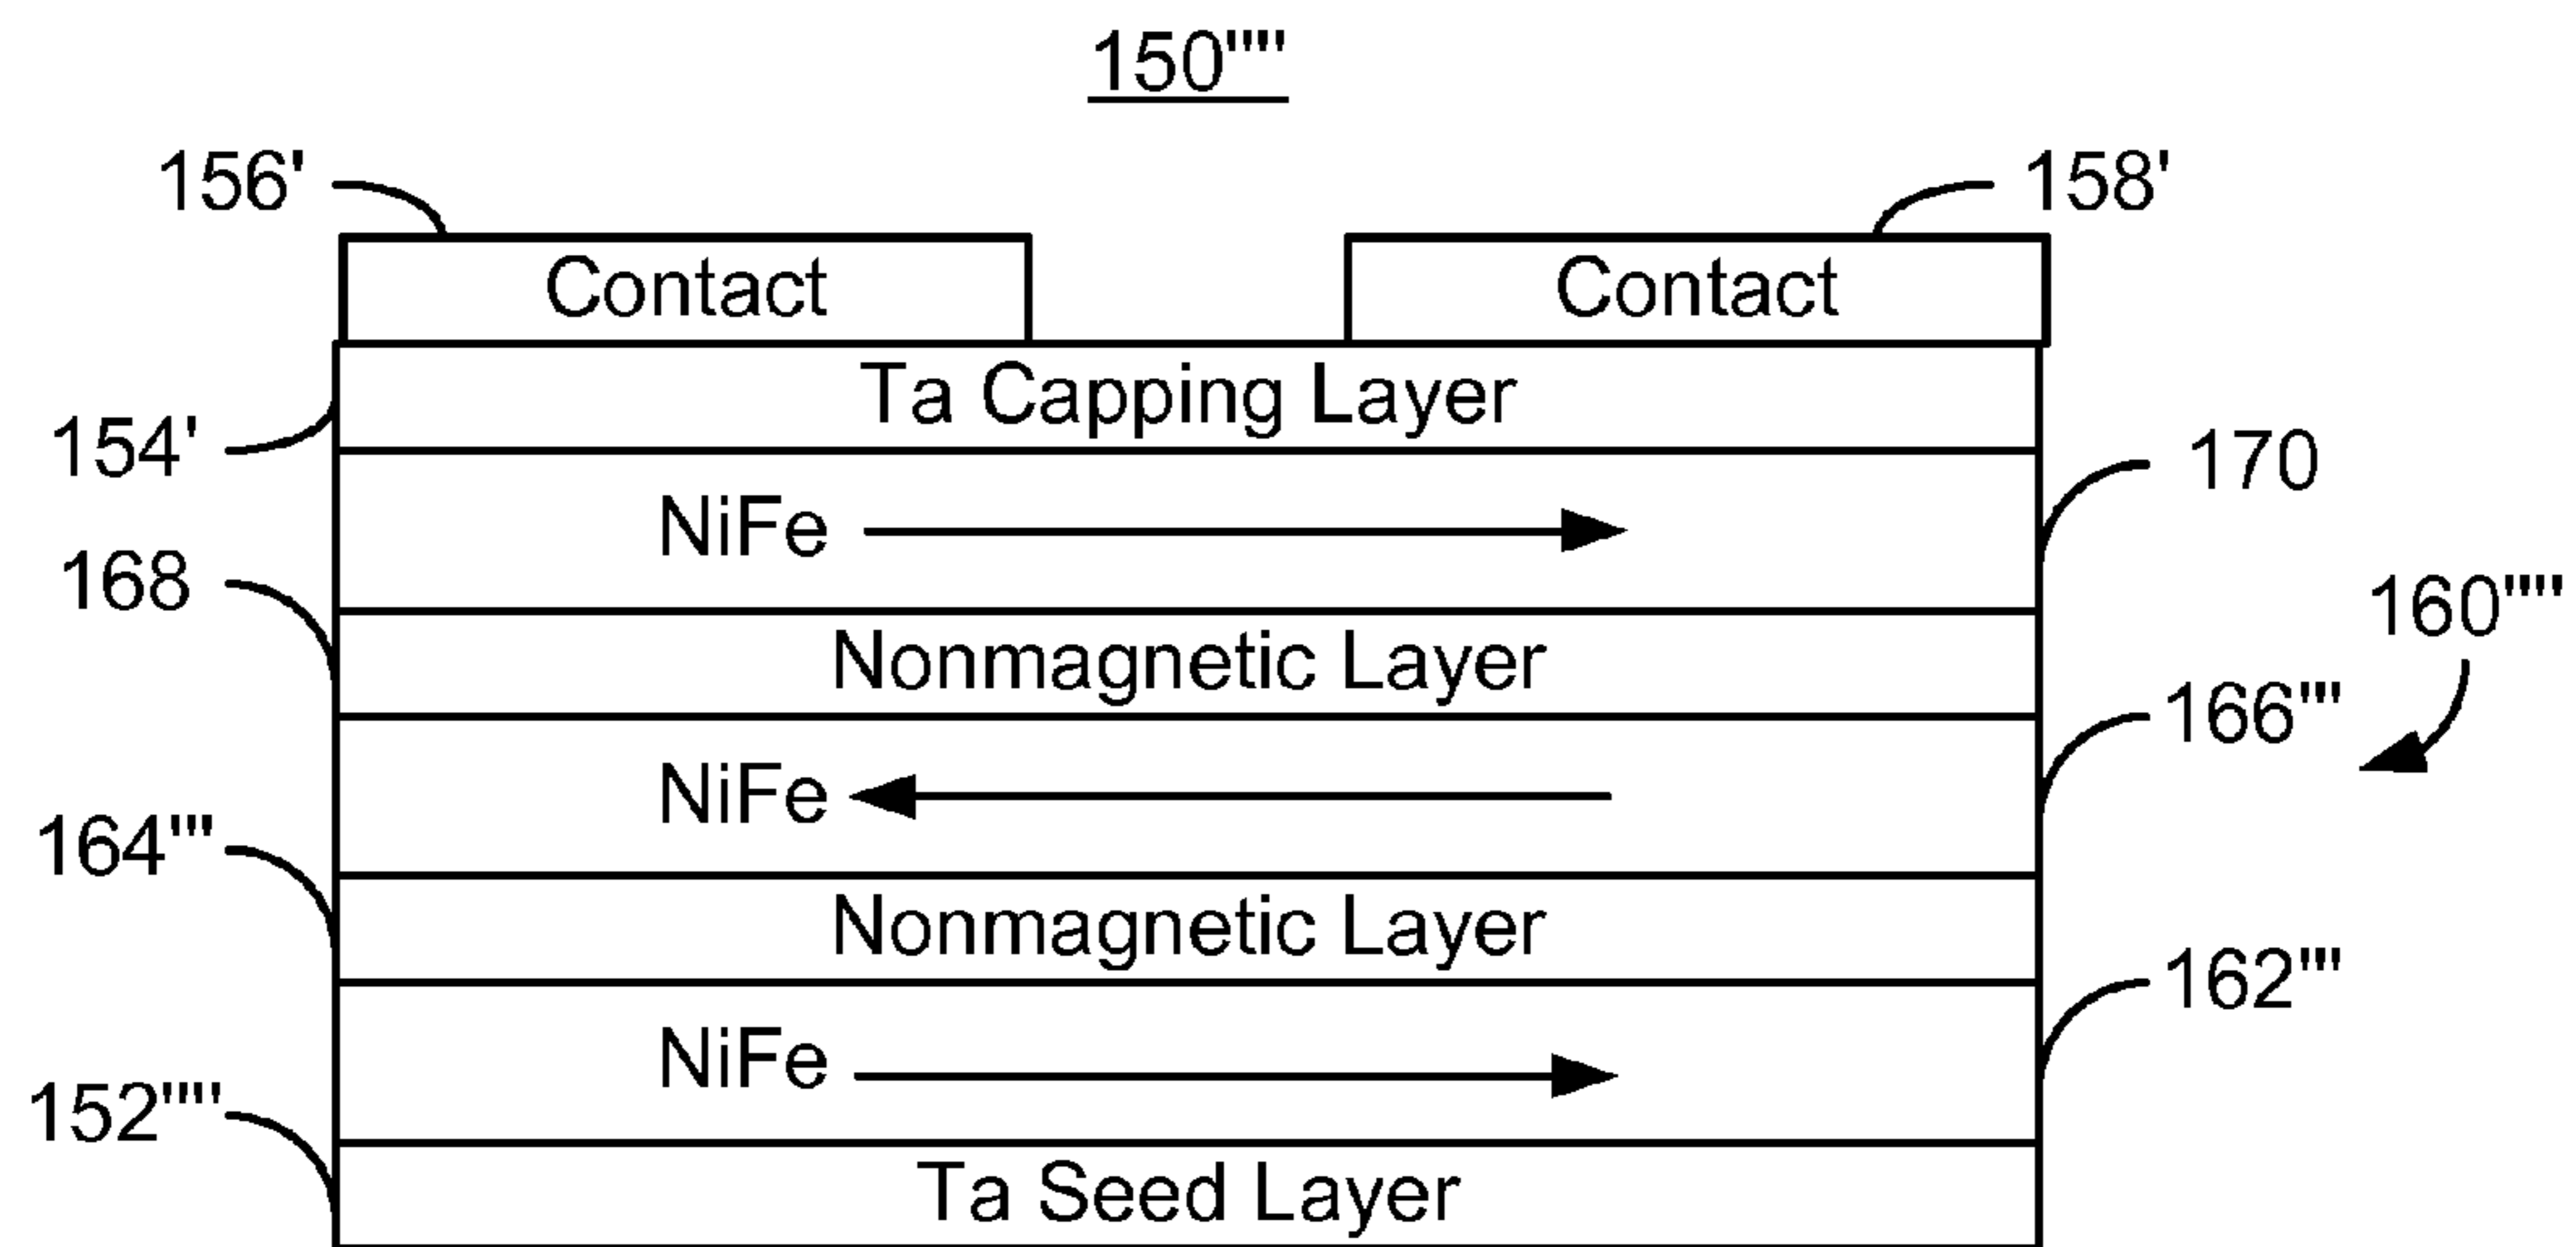 150""
156'
158'
Contact
Contact
Ta Capping Layer
154'
170
NiFe
168
Nonmagnetic Layer
160""
166'"
NiFe
164'"
Nonmagnetic Layer
162'"
NiFe
152""
Ta Seed Layer